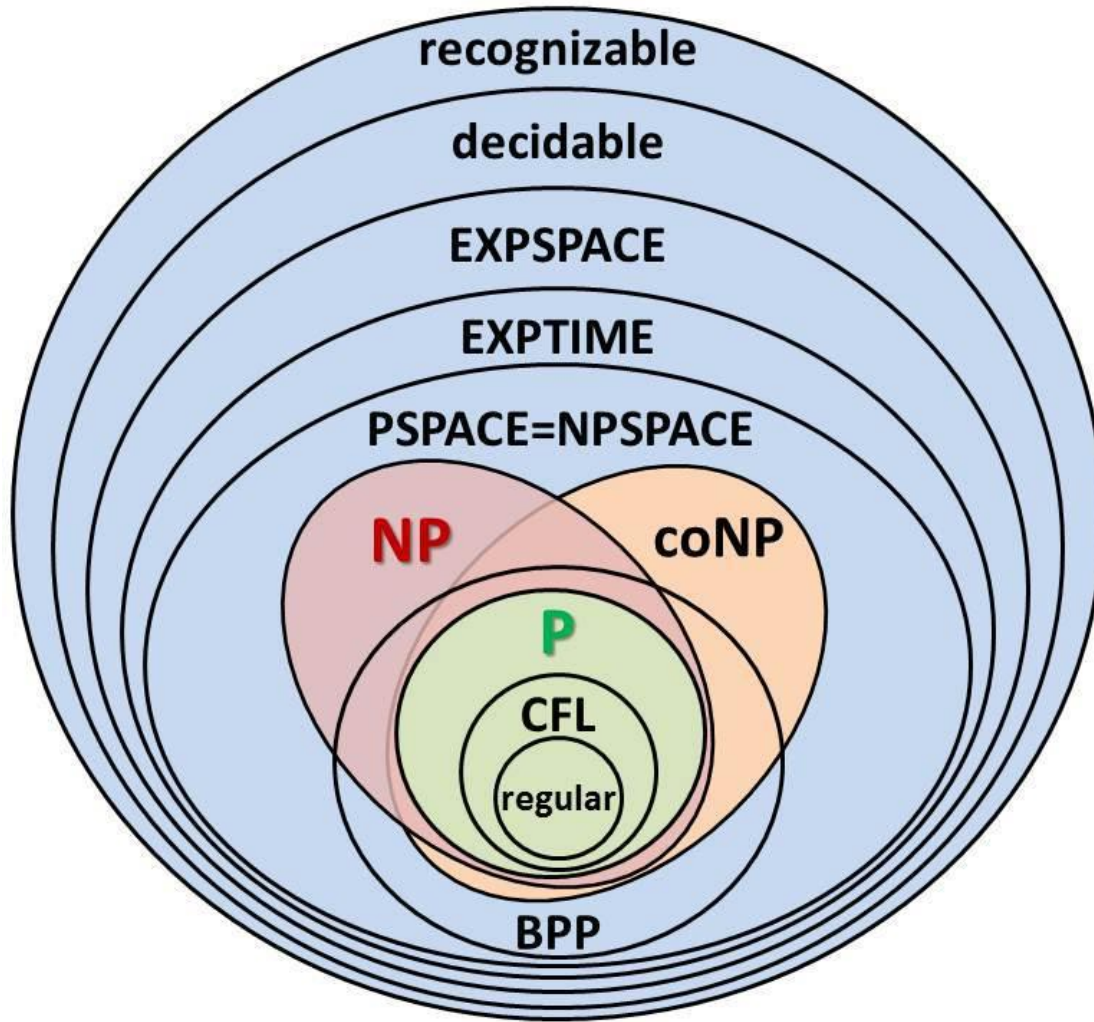 recognizable
decidable
EXPSPACE
EXPTIME
PSPACE=NPSPACE
NP
coNP
P
CFL
regular
BPP